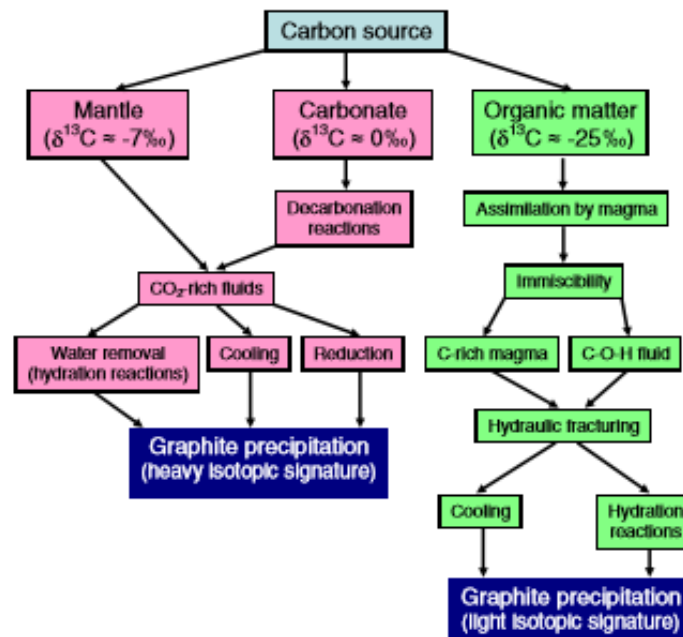 Carbon source
Mantle
(δ¹³C ≈ -7‰)
Carbonate
(δ¹³C ≈ 0‰)
Organic matter
(δ¹³C ≈ -25‰)
Decarbonation
reactions
Assimilation by magma
CO₂-rich fluids
Immiscibility
Water removal
(hydration reactions)
Cooling
Reduction
C-rich magma
C-O-H fluid
Graphite precipitation
(heavy isotopic signature)
Hydraulic fracturing
Cooling
Hydration
reactions
Graphite precipitation
(light isotopic signature)